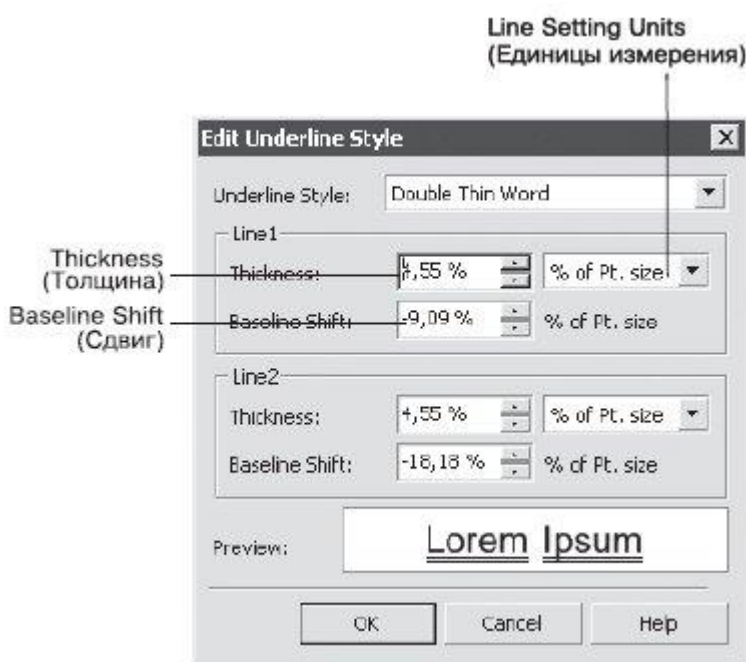 Line Setting Units
(Единицы измерения)
Edit Underline Style
Underline Style: Double Thin Word
Line1
Thickness
(Толщина)
Thickness: 4,55 % % of Pt. size
Baseline Shift
(Сдвиг)
Baseline Shift: -9,09 % % of Pt. size
Line2
Thickness: 4,55 % % of Pt. size
Baseline Shift: -18,18 % % of Pt. size
Preview: Lorem Ipsum
OK Cancel Help